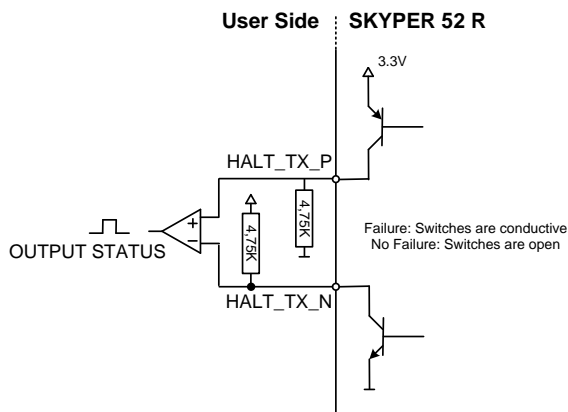 User Side SKYPER 52 R
3.3V
HALT_TX_P
4,75K
4,75K
+
-
OUTPUT STATUS
Failure: Switches are conductive
No Failure: Switches are open
HALT_TX_N